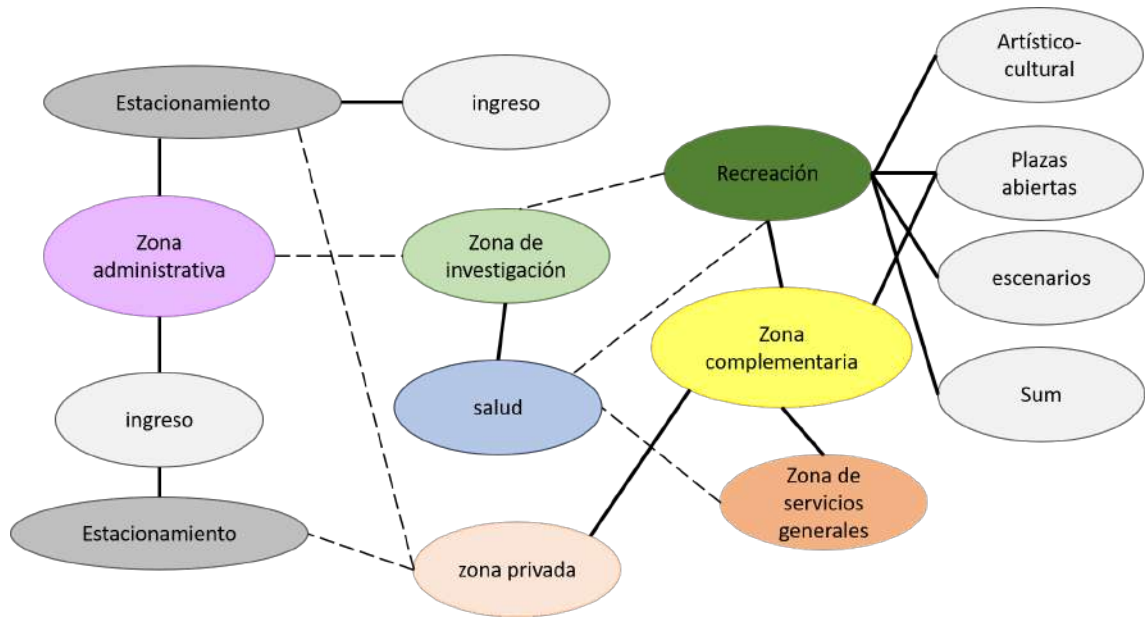 Artístico-
cultural
Estacionamiento
ingreso
Recreación
Plazas
abiertas
Zona
administrativa
Zona de
investigación
escenarios
Zona
complementaria
ingreso
salud
Sum
Zona de
servicios
generales
Estacionamiento
zona privada